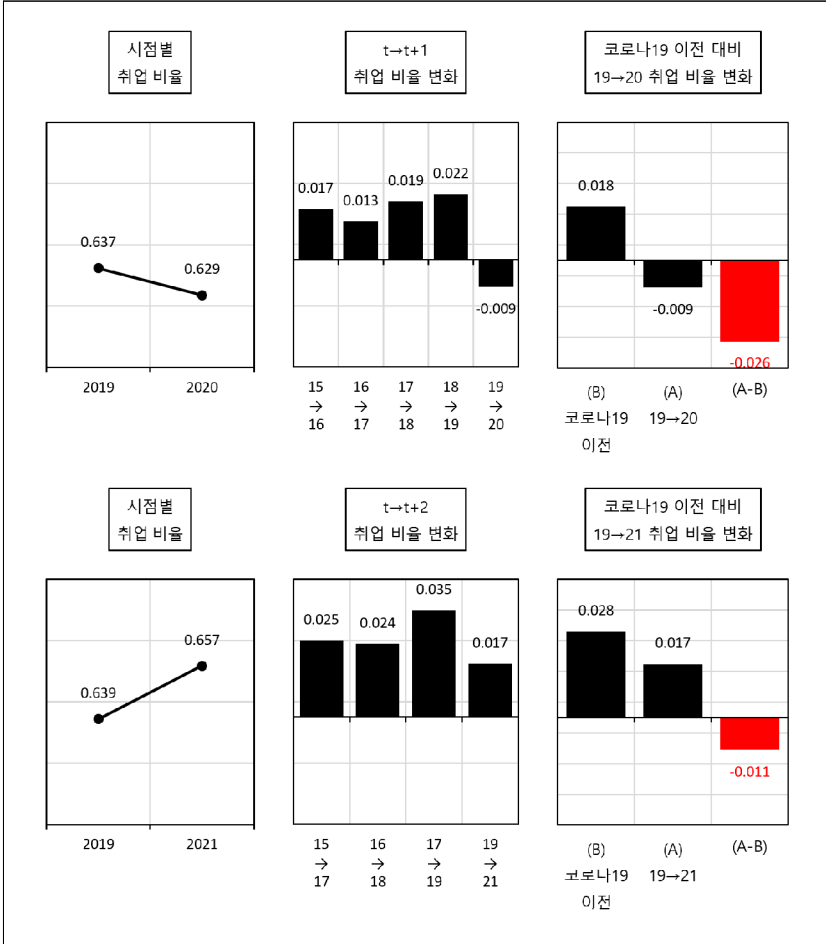 시점별
취업 비율
t→t+1
취업 비율 변화
코로나19 이전 대비
19→20 취업 비율 변화
0.637
0.629
2019
2020
0.017
0.013
0.019
0.022
-0.009
15
→
16
16
→
17
17
→
18
18
→
19
19
→
20
0.018
-0.009
-0.026
(B)
코로나19
이전
(A)
19→20
(A-B)
시점별
취업 비율
t→t+2
취업 비율 변화
코로나19 이전 대비
19→21 취업 비율 변화
0.639
0.657
2019
2021
0.025
0.024
0.035
0.017
15
→
17
16
→
18
17
→
19
19
→
21
0.028
0.017
-0.011
(B)
코로나19
이전
(A)
19→21
(A-B)